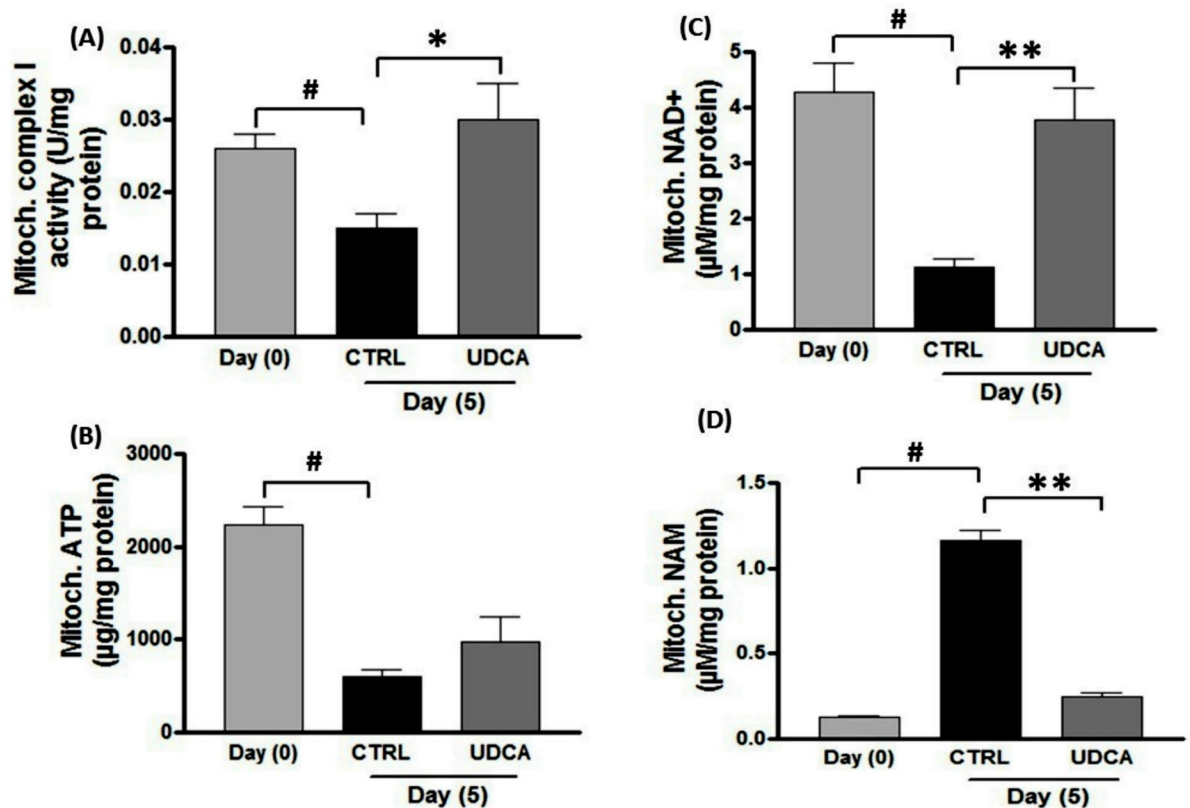 (A)
Mitoch. complex I
activity (U/mg
protein)
0.04
0.03
0.02
0.01
0.00
#
*
Day (0)
CTRL
UDCA
Day (5)
(C)
Mitoch. NAD+
(µM/mg protein)
5
4
3
2
1
0
#
**
Day (0)
CTRL
UDCA
Day (5)
(B)
Mitoch. ATP
(µg/mg protein)
3000
2000
1000
0
#
Day (0)
CTRL
UDCA
Day (5)
(D)
Mitoch. NAM
(µM/mg protein)
1.5
1.0
0.5
0.0
#
**
Day (0)
CTRL
UDCA
Day (5)